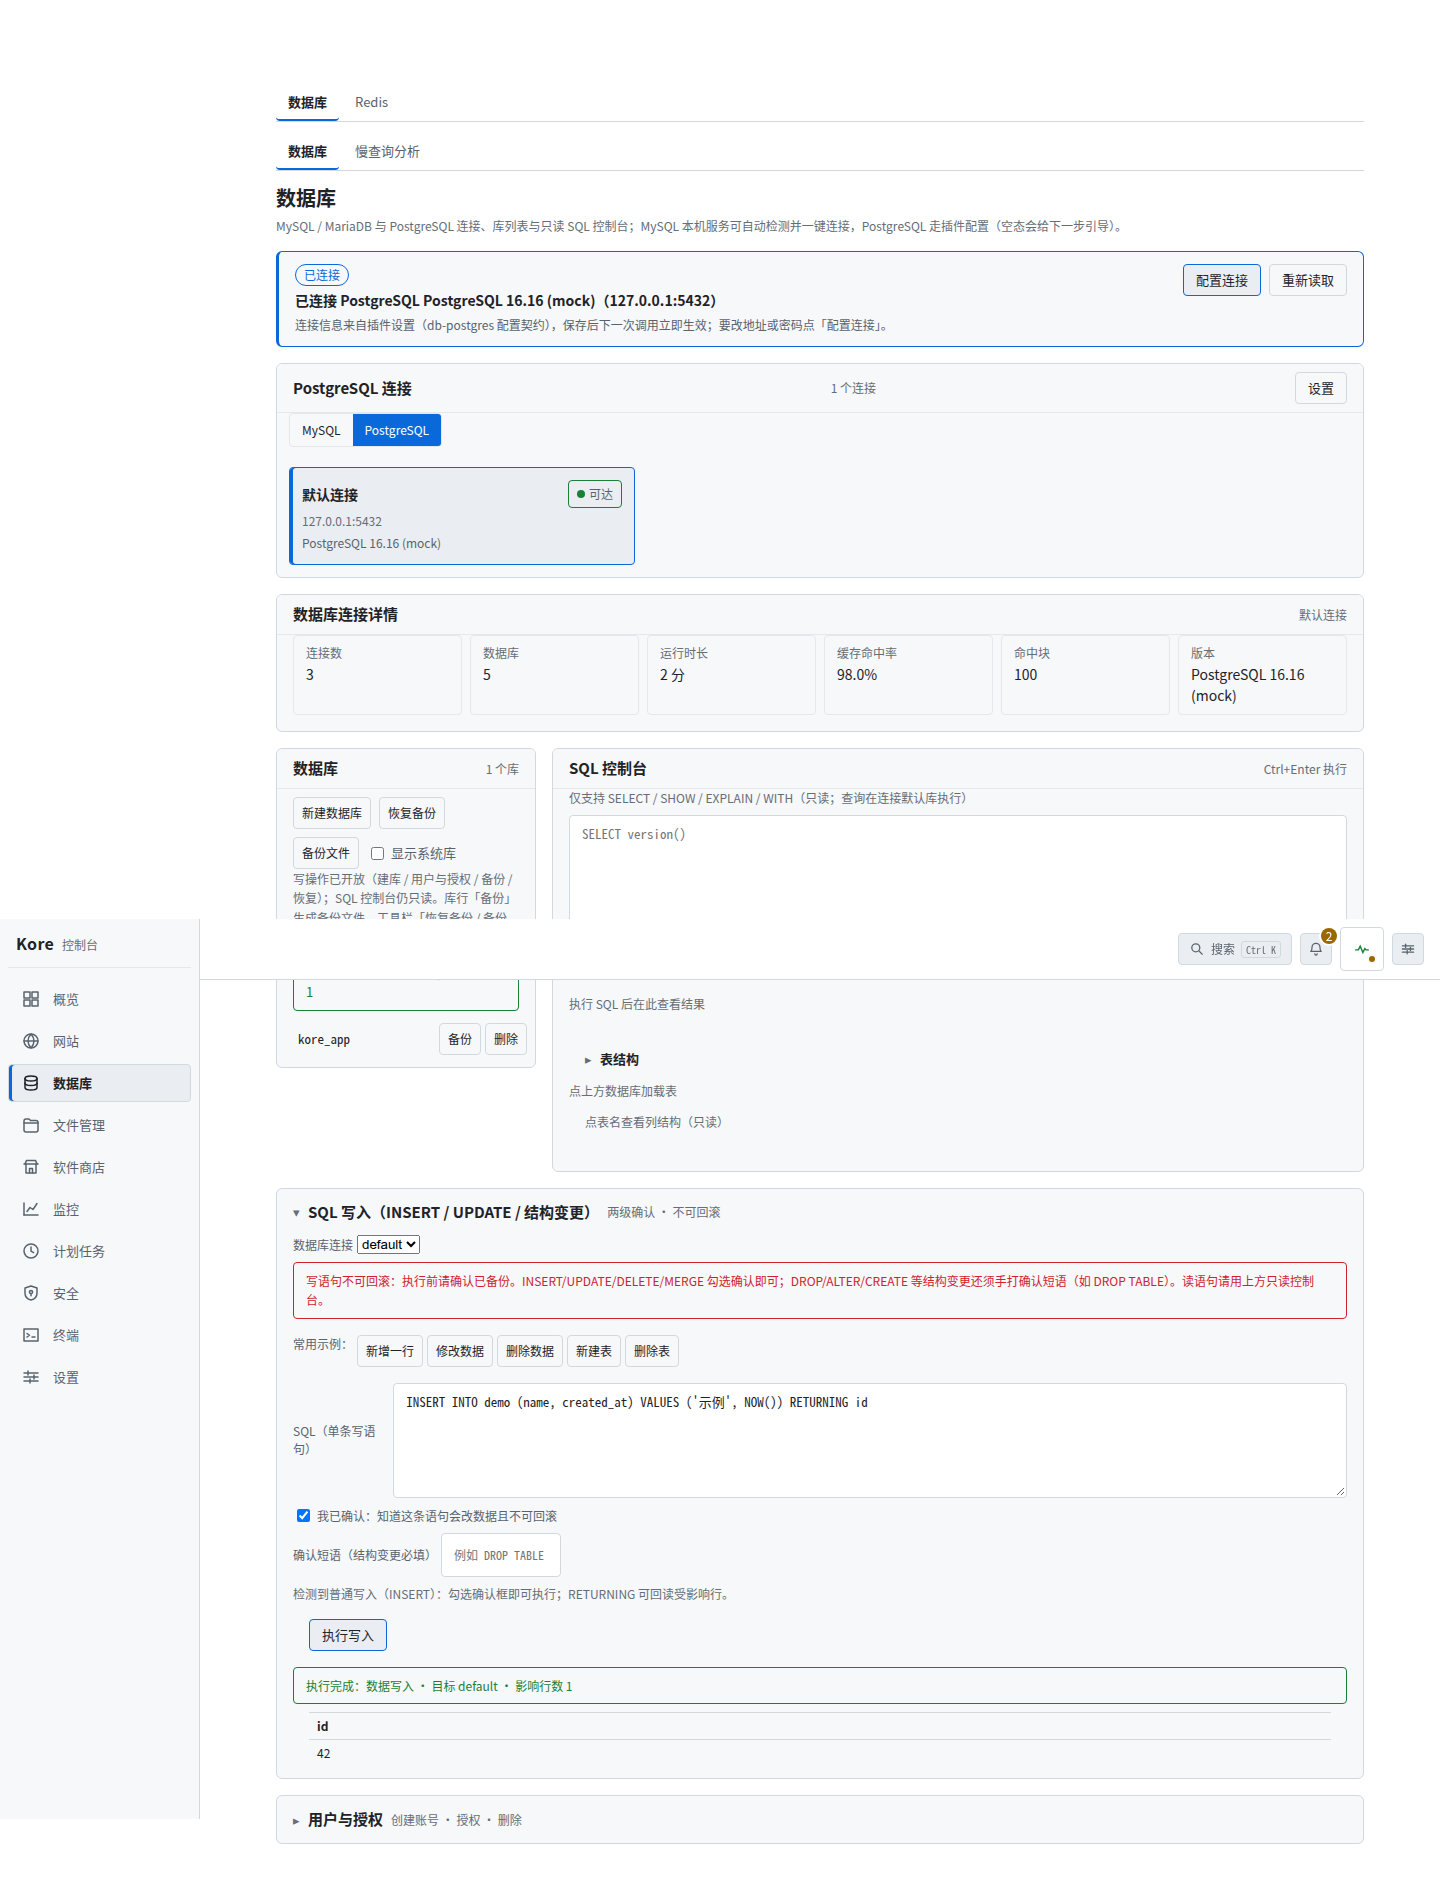 数据库 Redis
数据库 慢查询分析
数据库
MySQL / MariaDB 与 PostgreSQL 连接、库列表与只读 SQL 控制台；MySQL 本机服务可自动检测并一键连接，PostgreSQL 走插件配置（空态会给下一步引导）。
已连接
配置连接 重新读取
已连接 PostgreSQL PostgreSQL 16.16 (mock)（127.0.0.1:5432）
连接信息来自插件设置（db-postgres 配置契约），保存后下一次调用立即生效；要改地址或密码点「配置连接」。
PostgreSQL 连接 1 个连接 设置
MySQL PostgreSQL
默认连接 可达
127.0.0.1:5432
PostgreSQL 16.16 (mock)
数据库连接详情 默认连接
连接数 数据库 运行时长 缓存命中率 命中块 版本
3 5 2 分 98.0% 100 PostgreSQL 16.16
(mock)
数据库 1 个库
新建数据库 恢复备份
备份文件 显示系统库
写操作已开放（建库 / 用户与授权 / 备份 /
恢复）；SQL 控制台仍只读。库行「备份」
生成备份文件，工具栏「恢复备份 / 备份
SQL 控制台 Ctrl+Enter 执行
仅支持 SELECT / SHOW / EXPLAIN / WITH（只读；查询在连接默认库执行）
SELECT version()
Kore 控制台
搜索 Ctrl K 2
概览
网站
数据库
文件管理
软件商店
监控
计划任务
安全
终端
设置
1
kore_app 备份 删除
执行 SQL 后在此查看结果
▸ 表结构
点上方数据库加载表
点表名查看列结构（只读）
▾ SQL 写入（INSERT / UPDATE / 结构变更） 两级确认 · 不可回滚
数据库连接 default
写语句不可回滚：执行前请确认已备份。INSERT/UPDATE/DELETE/MERGE 勾选确认即可；DROP/ALTER/CREATE 等结构变更还须手打确认短语（如 DROP TABLE）。读语句请用上方只读控制
台。
常用示例： 新增一行 修改数据 删除数据 新建表 删除表
SQL（单条写语
句）
INSERT INTO demo (name, created_at) VALUES ('示例', NOW()) RETURNING id
我已确认：知道这条语句会改数据且不可回滚
确认短语（结构变更必填） 例如 DROP TABLE
检测到普通写入（INSERT）：勾选确认框即可执行；RETURNING 可回读受影响行。
执行写入
执行完成：数据写入 · 目标 default · 影响行数 1
id
42
▸ 用户与授权 创建账号 · 授权 · 删除